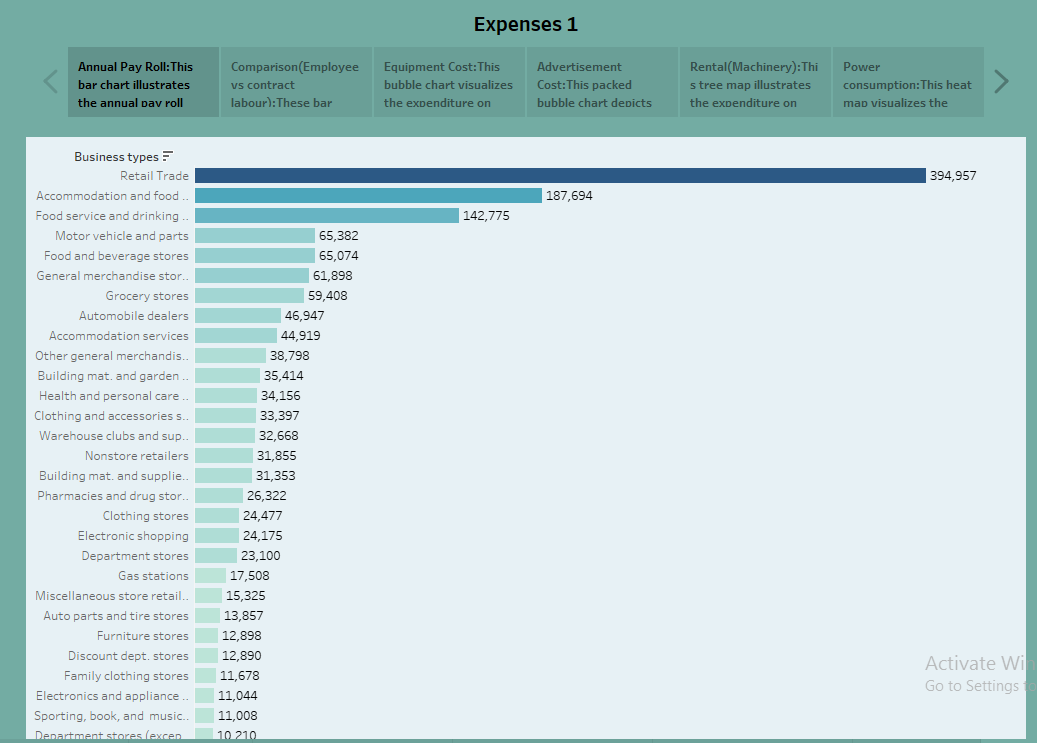 Expenses 1
Annual Pay Roll:This
bar chart illustrates
the annual pay roll
Comparison(Employee
vs contract
labour):These bar
Equipment Cost:This
bubble chart visualizes
the expenditure on
Advertisement
Cost:This packed
bubble chart depicts
Rental(Machinery):Thi
s tree map illustrates
the expenditure on
Power
consumption:This heat
map visualizes the
Business types
Retail Trade 394,957
Accommodation and food .. 187,694
Food service and drinking .. 142,775
Motor vehicle and parts 65,382
Food and beverage stores 65,074
General merchandise stor.. 61,898
Grocery stores 59,408
Automobile dealers 46,947
Accommodation services 44,919
Other general merchandis.. 38,798
Building mat. and garden .. 35,414
Health and personal care .. 34,156
Clothing and accessories s.. 33,397
Warehouse clubs and sup.. 32,668
Nonstore retailers 31,855
Building mat. and supplie.. 31,353
Pharmacies and drug stor.. 26,322
Clothing stores 24,477
Electronic shopping 24,175
Department stores 23,100
Gas stations 17,508
Miscellaneous store retail.. 15,325
Auto parts and tire stores 13,857
Furniture stores 12,898
Discount dept. stores 12,890
Family clothing stores 11,678
Electronics and appliance .. 11,044
Sporting, book, and music.. 11,008
Department stores (excep.. 10,210
Activate Win
Go to Settings to